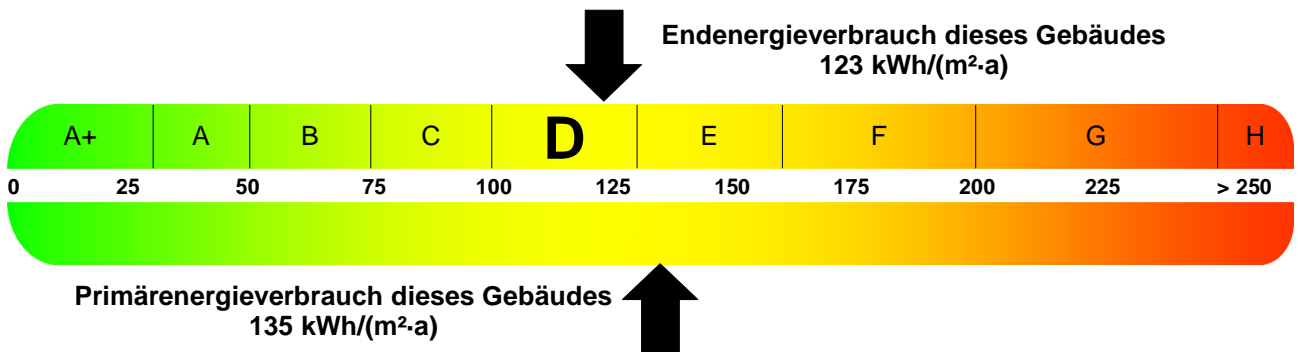 Endenergieverbrauch dieses Gebäudes
123 kWh/(m²·a)
A+ A B C D E F G H
0 25 50 75 100 125 150 175 200 225 > 250
Primärenergieverbrauch dieses Gebäudes
135 kWh/(m²·a)